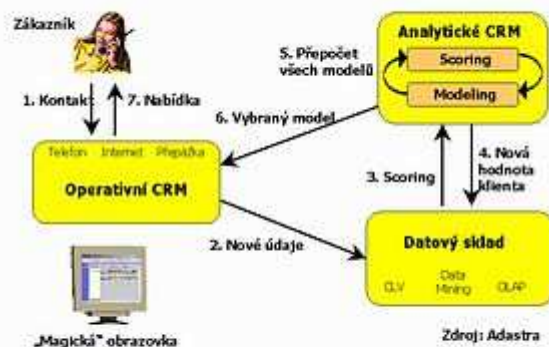 Zákazník
Analytické CRM
5. Přepočet
všech modelů
Scoring
Modeling
1. Kontakt
7. Nabídka
6. Vybraný model
Telefon Internet Přepážka
Operativní CRM
3. Scoring
4. Nová
hodnota
klienta
2. Nové údaje
Datový sklad
CLV
Data
Mining
OLAP
„Magická“ obrazovka
Zdroj: Adastra